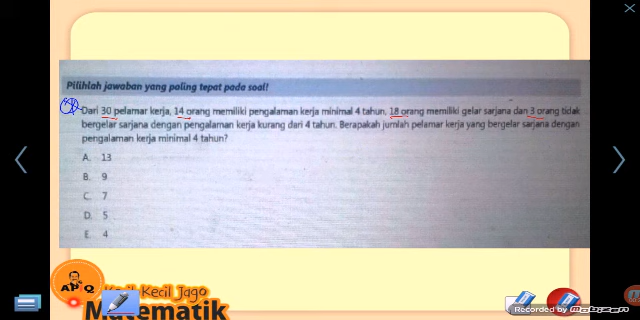 Pilihlah jawaban yang paling tepat pada soal!
Dari 30 pelamar kerja, 14 orang memiliki pengalaman kerja minimal 4 tahun, 18 orang memiliki gelar sarjana dan 3 orang tidak
bergelar sarjana dengan pengalaman kerja kurang dari 4 tahun. Berapakah jumlah pelamar kerja yang bergelar sarjana dengan
pengalaman kerja minimal 4 tahun?
A. 13
B. 9
C. 7
D. 5
E. 4
AP Q
Kecil Jago
Matematik
Recorded by Mobizen